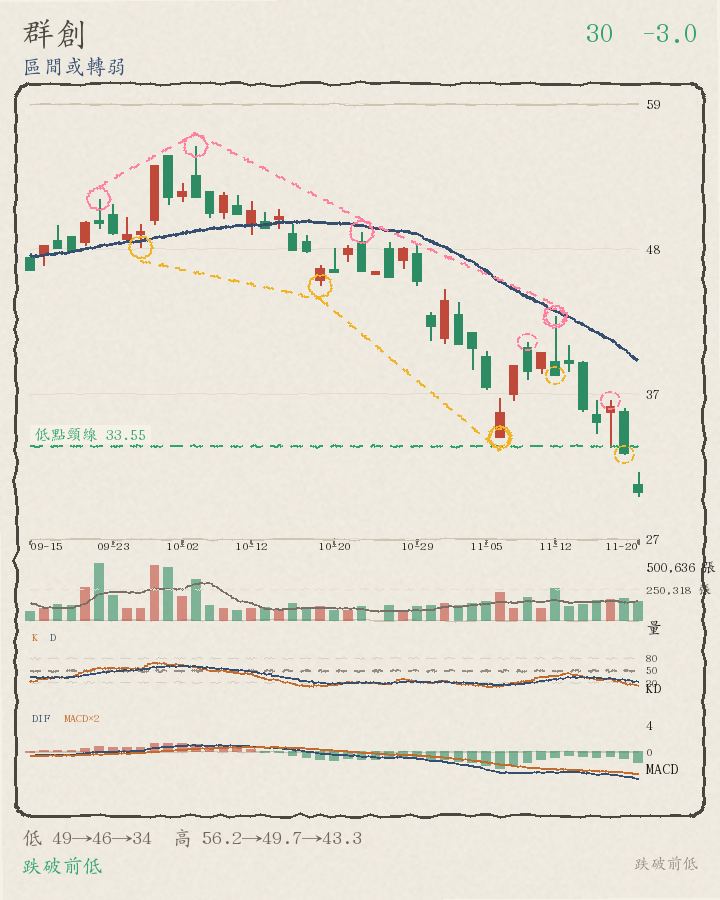 群創
30 -3.0
區間或轉弱
59
48
37
低點頸線 33.55
27
09-15 09-23 10-02 10-12 10-20 10-29 11-05 11-12 11-20
500,636 張
250,318 張
量
K D
80
50
20
KD
DIF MACD×2
4
0
MACD
低 49→46→34 高 56.2→49.7→43.3
跌破前低
跌破前低